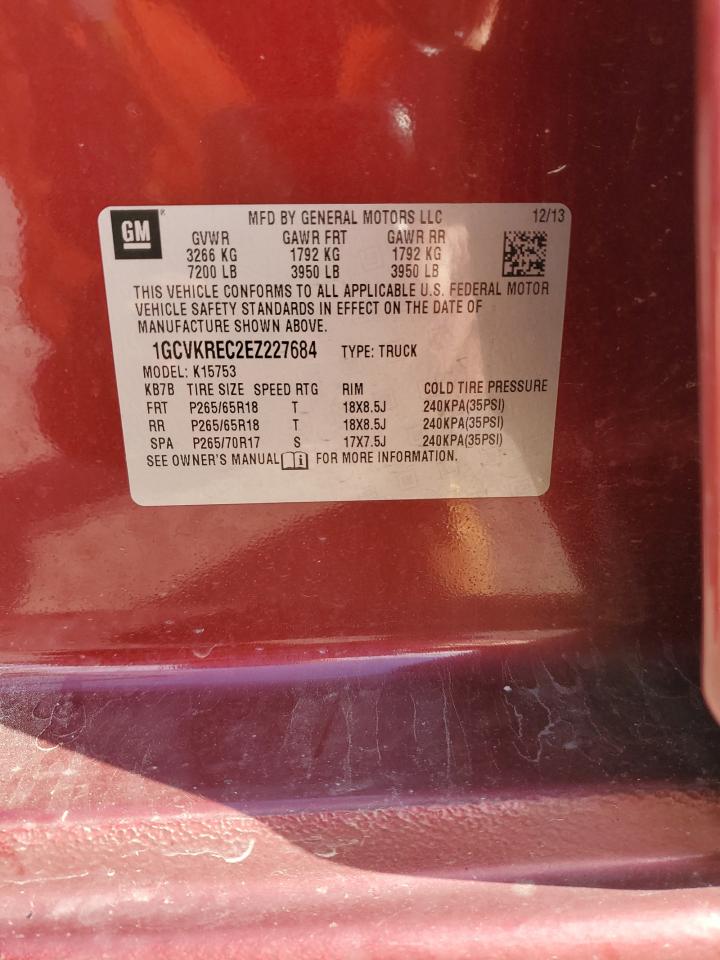 GM ® MFD BY GENERAL MOTORS LLC 12/13
GVWR GAWR FRT GAWR RR
3266 KG 1792 KG 1792 KG
7200 LB 3950 LB 3950 LB
THIS VEHICLE CONFORMS TO ALL APPLICABLE U.S. FEDERAL MOTOR
VEHICLE SAFETY STANDARDS IN EFFECT ON THE DATE OF
MANUFACTURE SHOWN ABOVE.
1GCVKREC2EZ227684 TYPE: TRUCK
MODEL: K15753
KB7B TIRE SIZE SPEED RTG RIM COLD TIRE PRESSURE
FRT P265/65R18 T 18X8.5J 240KPA(35PSI)
RR P265/65R18 T 18X8.5J 240KPA(35PSI)
SPA P265/70R17 S 17X7.5J 240KPA(35PSI)
SEE OWNER'S MANUAL i FOR MORE INFORMATION.